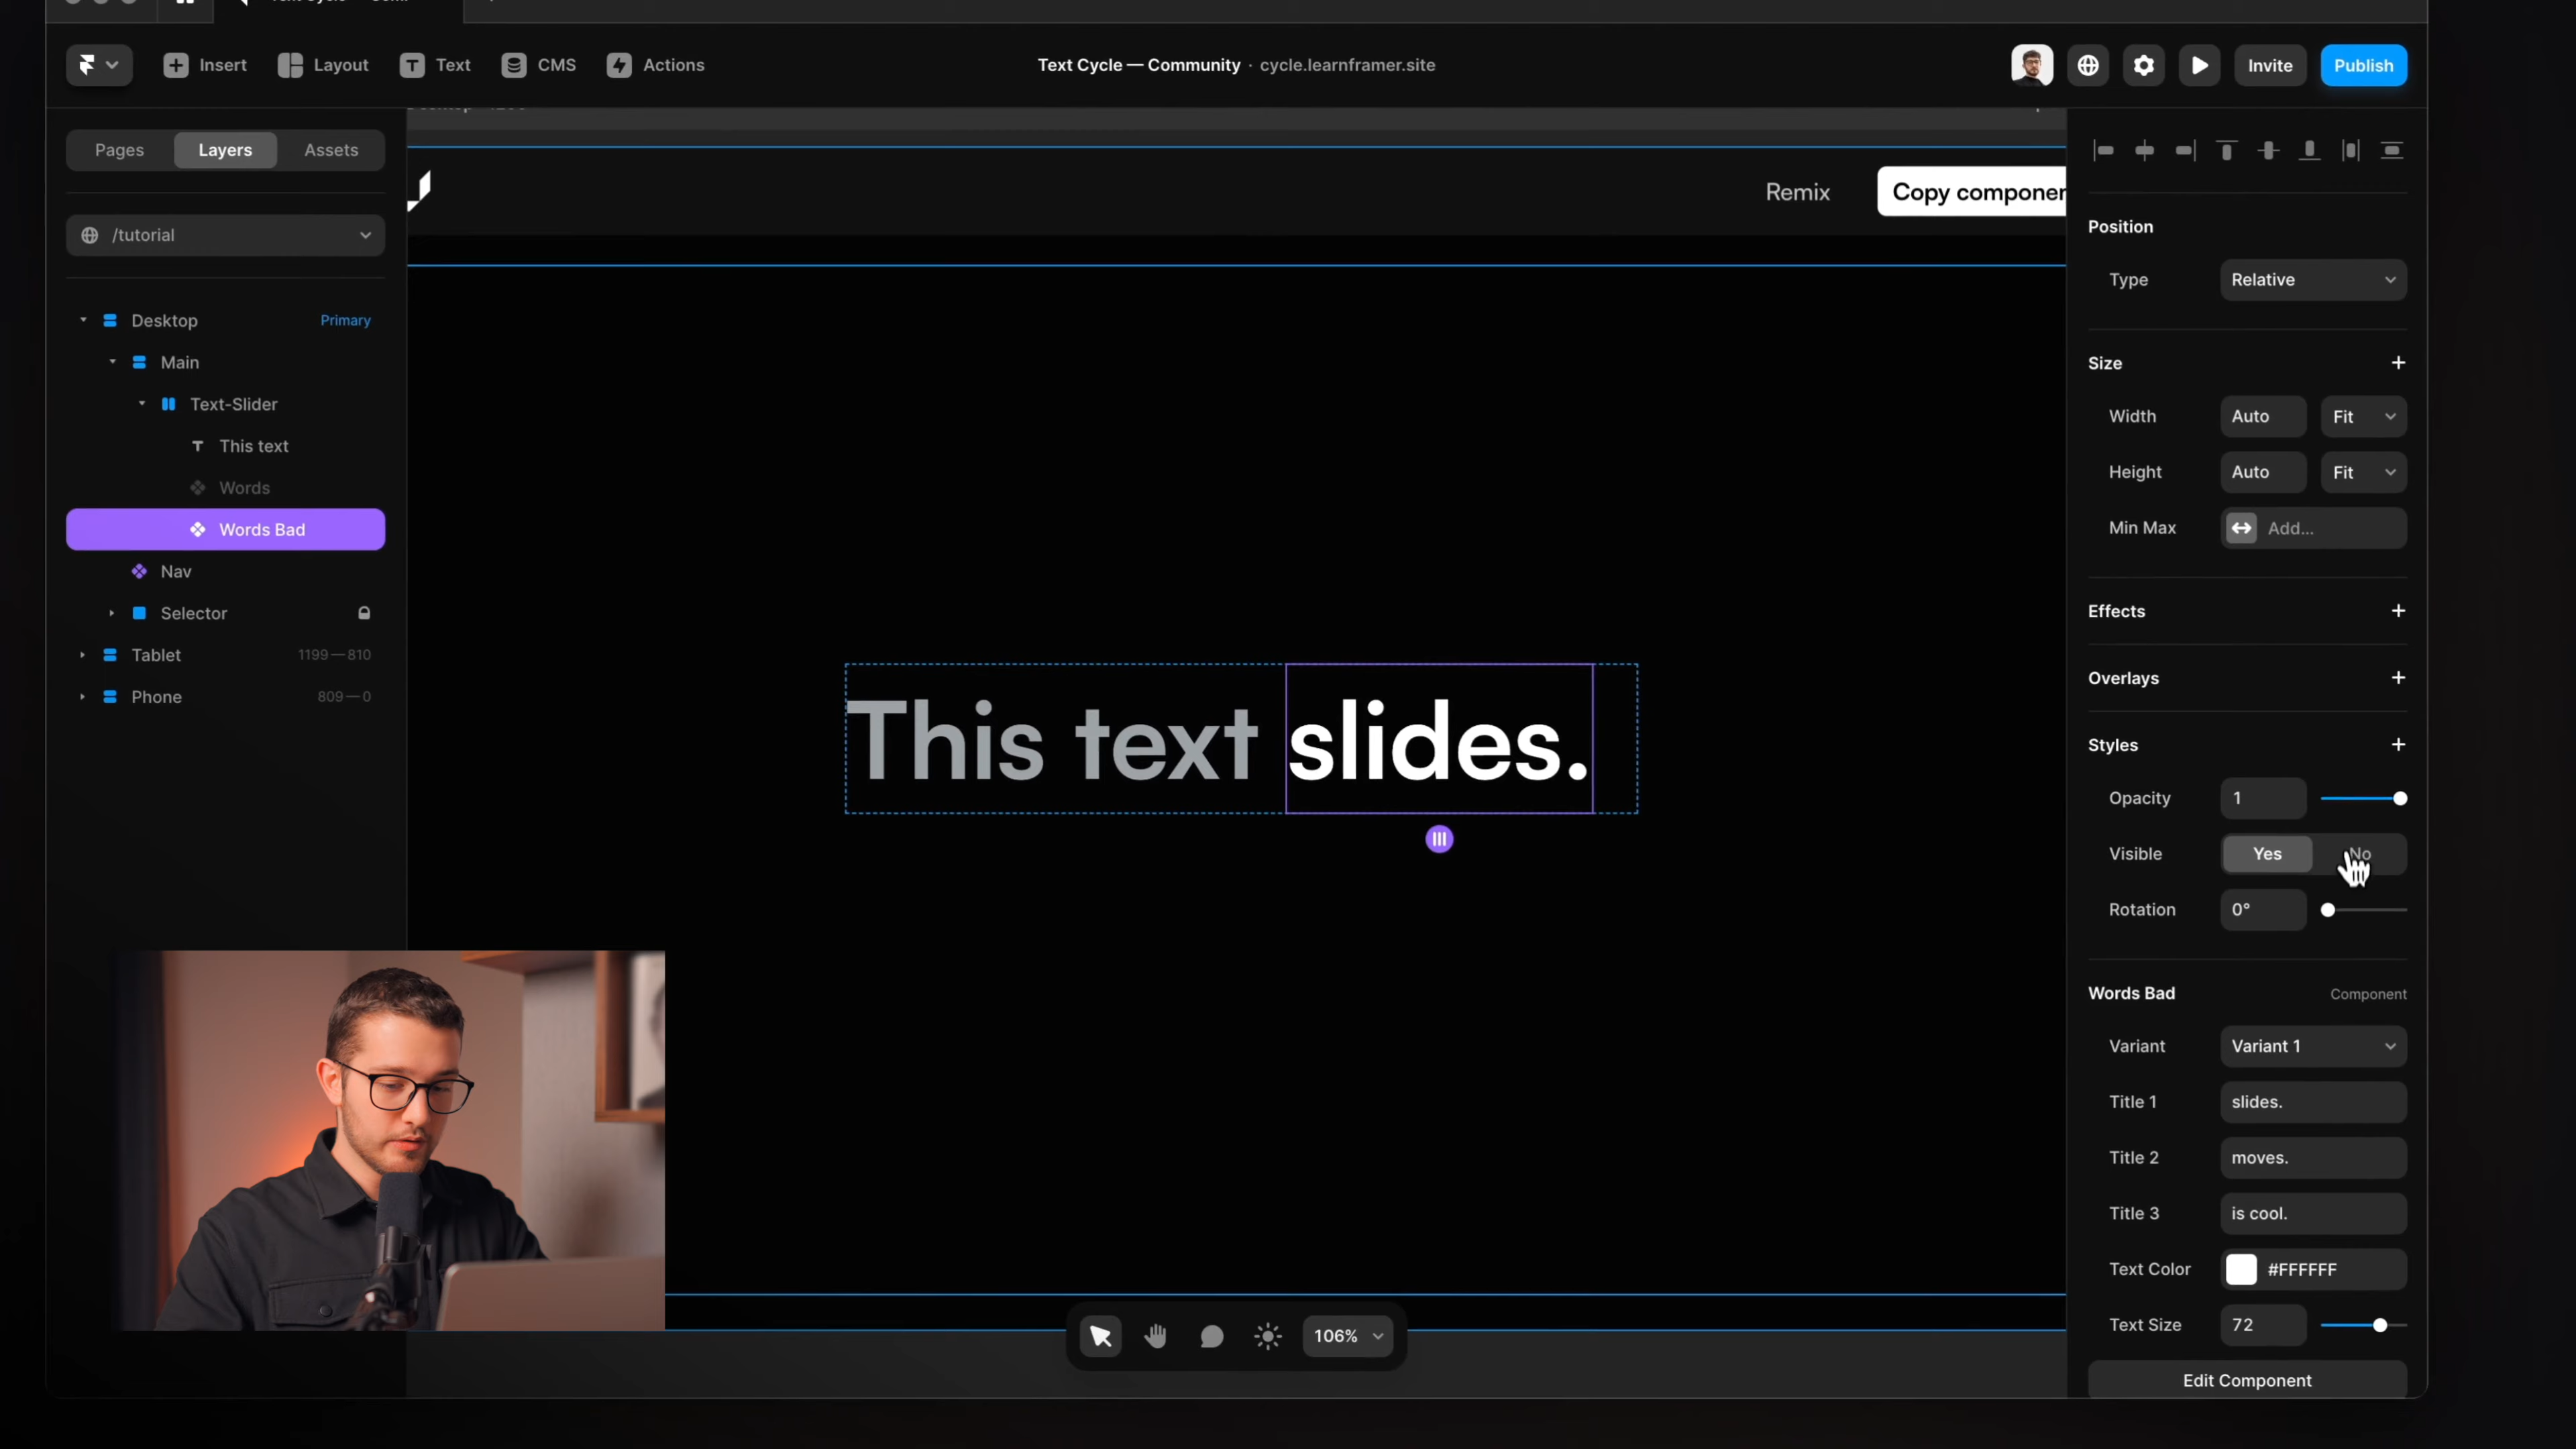 Insert
Layout
Text
CMS
Actions
Text Cycle — Community · cycle.learnframer.site
Invite
Publish
Pages
Layers
Assets
/tutorial
Desktop
Primary
Main
Text-Slider
This text
Words
Words Bad
Nav
Selector
Tablet
1199—810
Phone
809—0
Remix
Copy componen
This text slides.
106%
Position
Type
Relative
Size
Width
Auto
Fit
Height
Auto
Fit
Min Max
Add...
Effects
Overlays
Styles
Opacity
1
Visible
Yes
No
Rotation
0°
Words Bad
Component
Variant
Variant 1
Title 1
slides.
Title 2
moves.
Title 3
is cool.
Text Color
#FFFFFF
Text Size
72
Edit Component